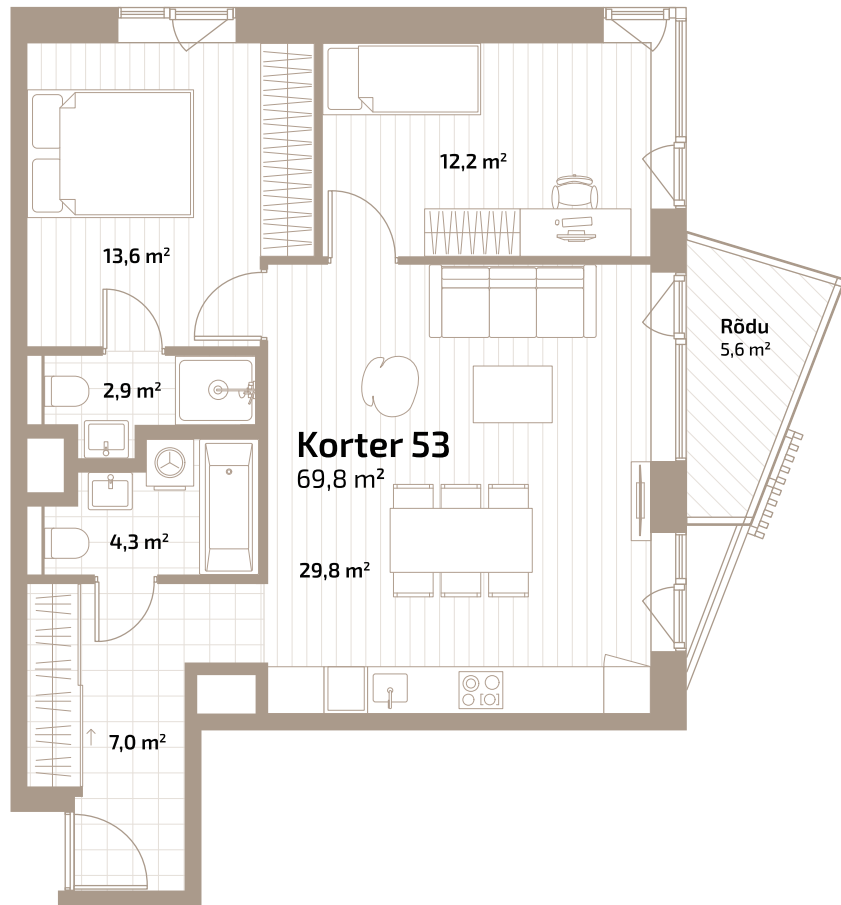 12,2 m²
13,6 m²
Rõdu
5,6 m²
2,9 m²
Korter 53
69,8 m²
4,3 m²
29,8 m²
7,0 m²